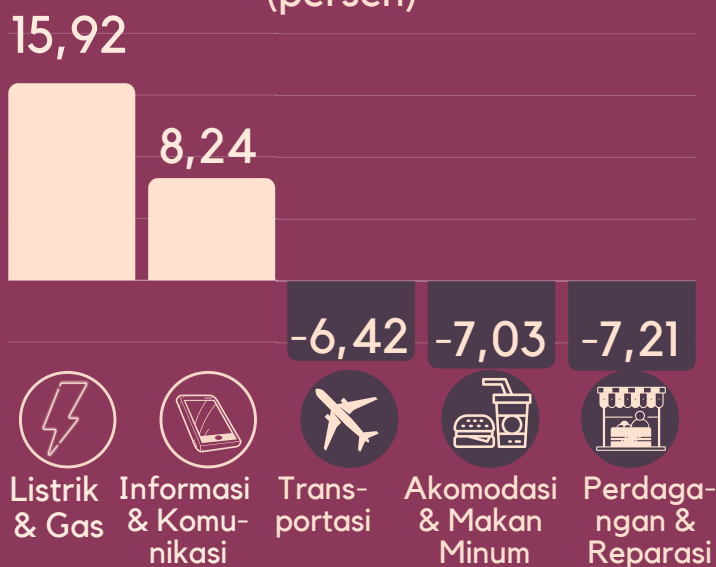 (persen)
15,92
8,24
-6,42
-7,03
-7,21
Listrik
& Gas
Informasi
& Komu-
nikasi
Trans-
portasi
Akomodasi
& Makan
Minum
Perdaga-
ngan &
Reparasi